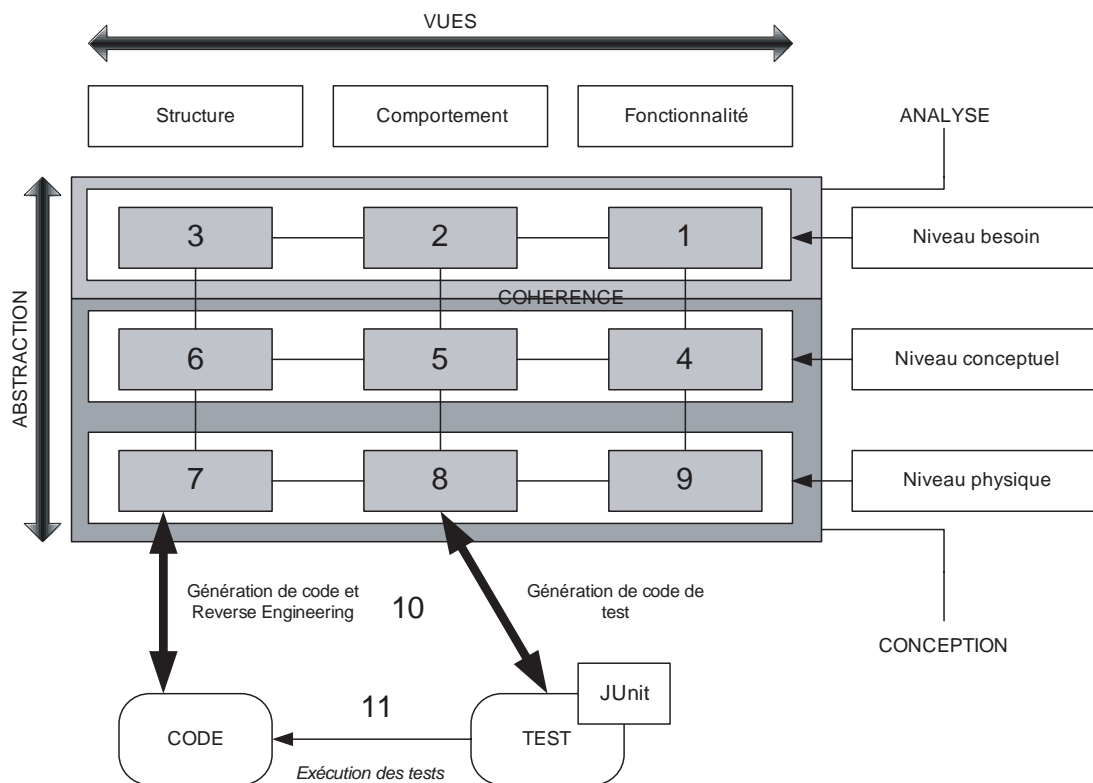 VUES
Structure
Comportement
Fonctionnalité
ANALYSE
ABSTRACTION
3
2
1
Niveau besoin
COHERENCE
6
5
4
Niveau conceptuel
7
8
9
Niveau physique
Génération de code et
Reverse Engineering
10
Génération de code de
test
CONCEPTION
JUnit
11
CODE
TEST
Exécution des tests